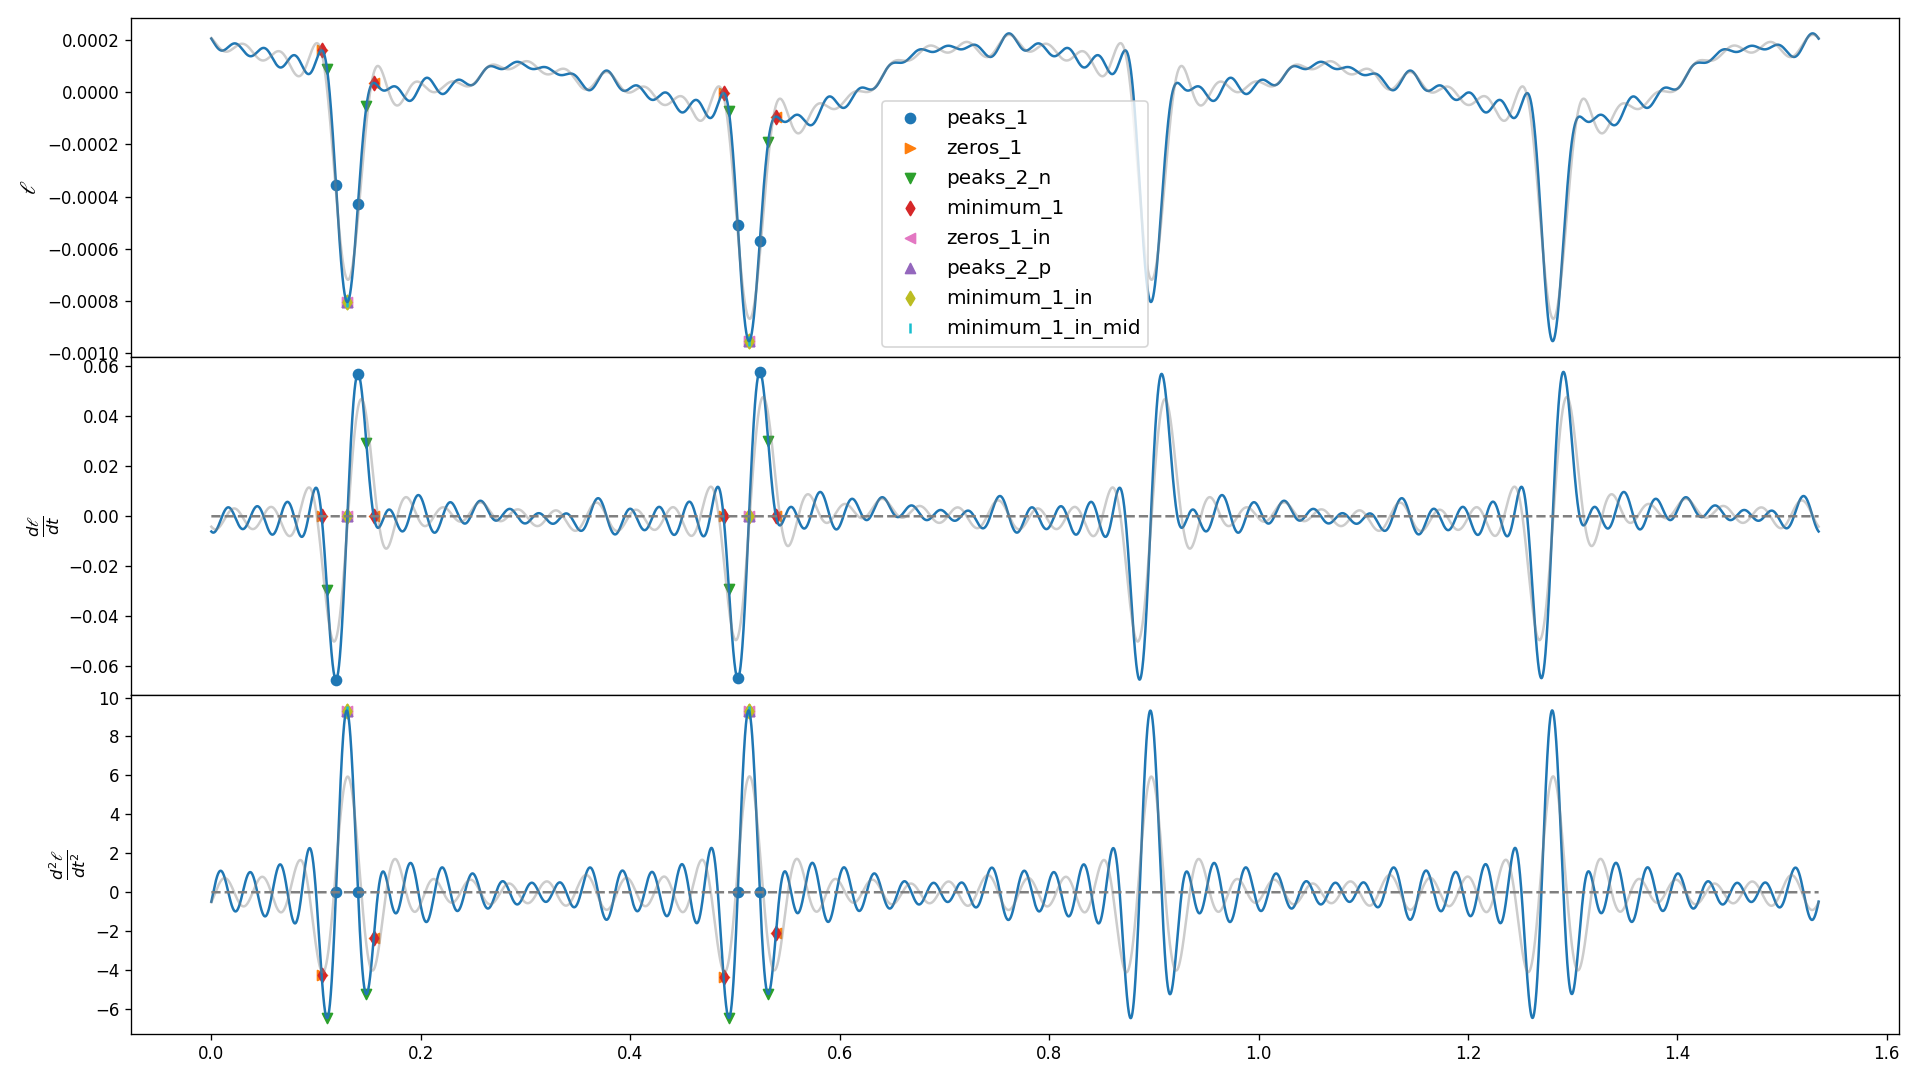 0.0002
0.0000
−0.0002
−0.0004
−0.0006
−0.0008
−0.0010
ℓ
peaks_1
zeros_1
peaks_2_n
minimum_1
zeros_1_in
peaks_2_p
minimum_1_in
minimum_1_in_mid
0.06
0.04
0.02
0.00
−0.02
−0.04
−0.06
dℓ
dt
10
8
6
4
2
0
−2
−4
−6
d²ℓ
dt²
0.0 0.2 0.4 0.6 0.8 1.0 1.2 1.4 1.6